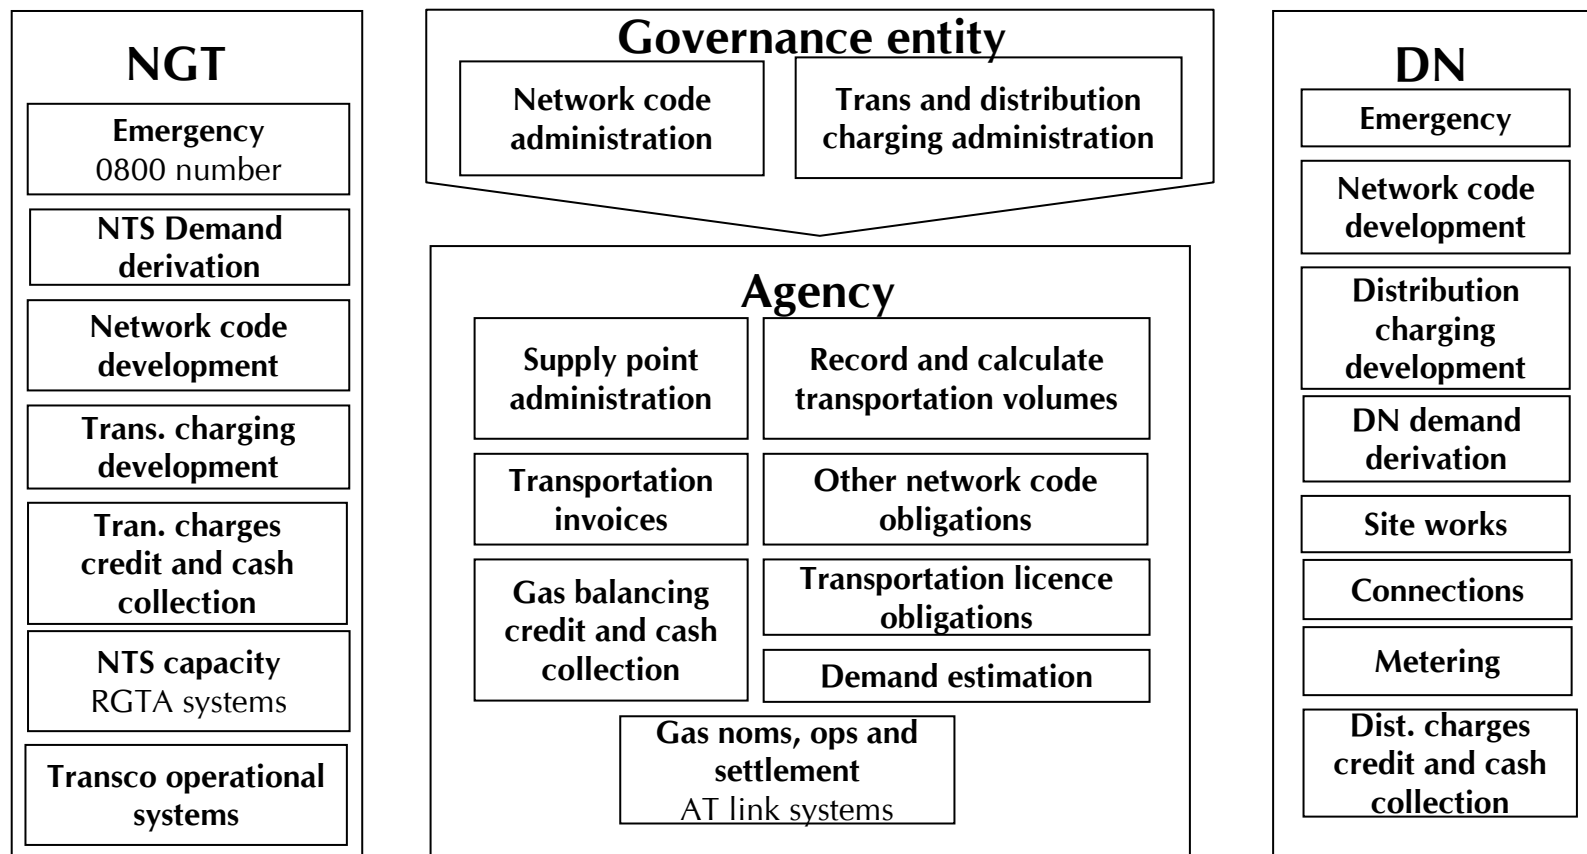 NGT
Emergency
0800 number
NTS Demand
derivation
Network code
development
Trans. charging
development
Tran. charges
credit and cash
collection
NTS capacity
RGTA systems
Transco operational
systems
Governance entity
Network code
administration
Trans and distribution
charging administration
Agency
Supply point
administration
Record and calculate
transportation volumes
Transportation
invoices
Other network code
obligations
Gas balancing
credit and cash
collection
Transportation licence
obligations
Demand estimation
Gas noms, ops and
settlement
AT link systems
DN
Emergency
Network code
development
Distribution
charging
development
DN demand
derivation
Site works
Connections
Metering
Dist. charges
credit and cash
collection